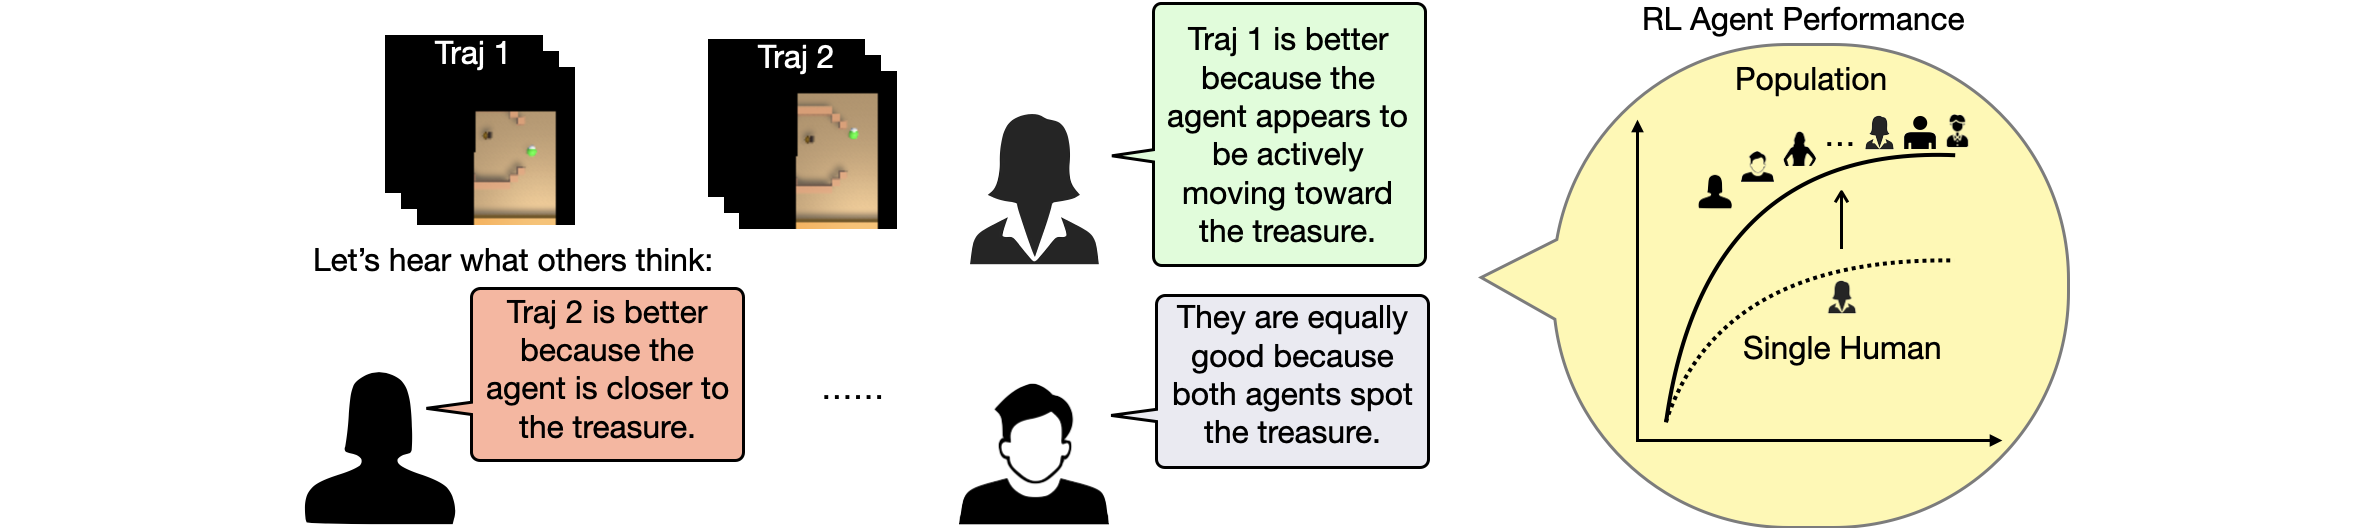 Traj 1
Traj 2
Let's hear what others think:
Traj 2 is better
because the
agent is closer to
the treasure.
......
Traj 1 is better
because the
agent appears to
be actively
moving toward
the treasure.
They are equally
good because
both agents spot
the treasure.
RL Agent Performance
Population
...
Single Human